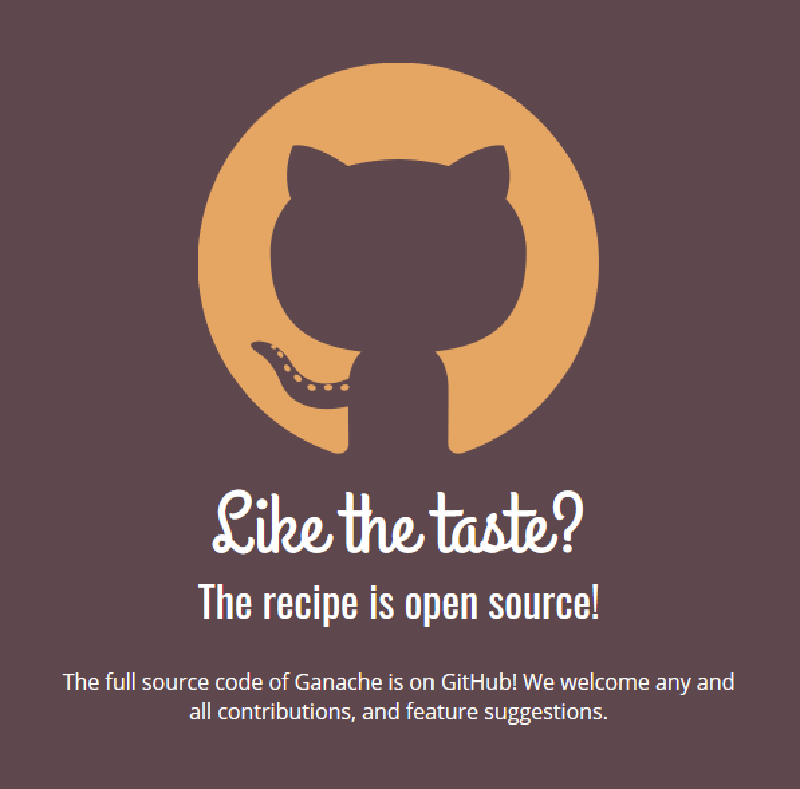 Like the taste?
The recipe is open source!
The full source code of Ganache is on GitHub! We welcome any and
all contributions, and feature suggestions.